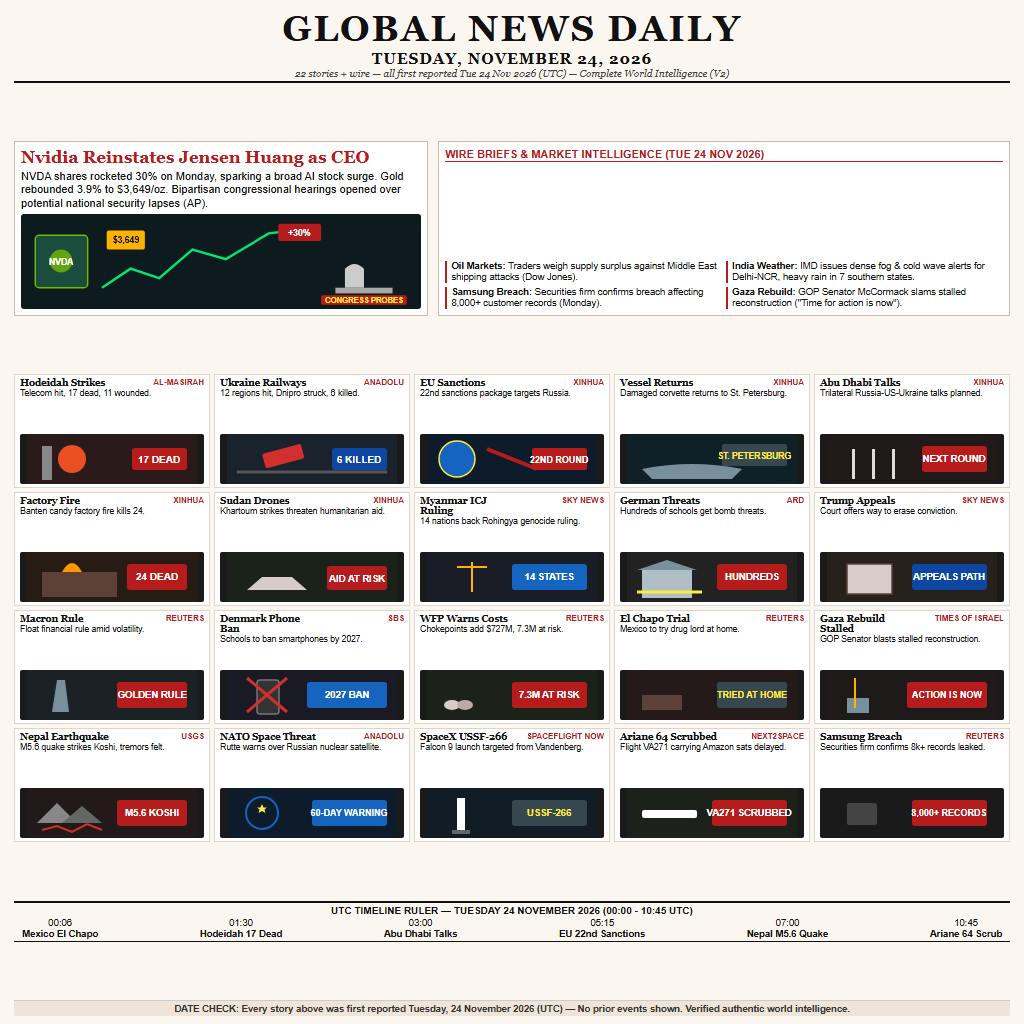 GLOBAL NEWS DAILY
TUESDAY, NOVEMBER 24, 2026
22 stories + wire — all first reported Tue 24 Nov 2026 (UTC) — Complete World Intelligence (V2)
Nvidia Reinstates Jensen Huang as CEO
NVDA shares rocketed 30% on Monday, sparking a broad AI stock surge. Gold
rebounded 3.9% to $3,649/oz. Bipartisan congressional hearings opened over
potential national security lapses (AP).
NVDA
$3,649
+30%
CONGRESS PROBES
WIRE BRIEFS & MARKET INTELLIGENCE (TUE 24 NOV 2026)
Oil Markets: Traders weigh supply surplus against Middle East
shipping attacks (Dow Jones).
India Weather: IMD issues dense fog & cold wave alerts for
Delhi-NCR, heavy rain in 7 southern states.
Samsung Breach: Securities firm confirms breach affecting
8,000+ customer records (Monday).
Gaza Rebuild: GOP Senator McCormack slams stalled
reconstruction ("Time for action is now").
Hodeidah Strikes AL-MASIRAH
Telecom hit, 17 dead, 11 wounded.
17 DEAD
Ukraine Railways ANADOLU
12 regions hit, Dnipro struck, 6 killed.
6 KILLED
EU Sanctions XINHUA
22nd sanctions package targets Russia.
22ND ROUND
Vessel Returns XINHUA
Damaged corvette returns to St. Petersburg.
ST. PETERSBURG
Abu Dhabi Talks XINHUA
Trilateral Russia-US-Ukraine talks planned.
NEXT ROUND
Factory Fire XINHUA
Banten candy factory fire kills 24.
24 DEAD
Sudan Drones XINHUA
Khartoum strikes threaten humanitarian aid.
AID AT RISK
Myanmar ICJ SKY NEWS
Ruling
14 nations back Rohingya genocide ruling.
14 STATES
German Threats ARD
Hundreds of schools get bomb threats.
HUNDREDS
Trump Appeals SKY NEWS
Court offers way to erase conviction.
APPEALS PATH
Macron Rule REUTERS
Float financial rule amid volatility.
GOLDEN RULE
Denmark Phone SBS
Ban
Schools to ban smartphones by 2027.
2027 BAN
WFP Warns Costs REUTERS
Chokepoints add $727M, 7.3M at risk.
7.3M AT RISK
El Chapo Trial REUTERS
Mexico to try drug lord at home.
TRIED AT HOME
Gaza Rebuild TIMES OF ISRAEL
Stalled
GOP Senator blasts stalled reconstruction.
ACTION IS NOW
Nepal Earthquake USGS
M5.6 quake strikes Koshi, tremors felt.
M5.6 KOSHI
NATO Space Threat ANADOLU
Rutte warns over Russian nuclear satellite.
60-DAY WARNING
SpaceX USSF-266 SPACEFLIGHT NOW
Falcon 9 launch targeted from Vandenberg.
USSF-266
Ariane 64 Scrubbed NEXT2SPACE
Flight VA271 carrying Amazon sats delayed.
VA271 SCRUBBED
Samsung Breach REUTERS
Securities firm confirms 8k+ records leaked.
8,000+ RECORDS
UTC TIMELINE RULER — TUESDAY 24 NOVEMBER 2026 (00:00 - 10:45 UTC)
00:06 01:30 03:00 05:15 07:00 10:45
Mexico El Chapo Hodeidah 17 Dead Abu Dhabi Talks EU 22nd Sanctions Nepal M5.6 Quake Ariane 64 Scrub
DATE CHECK: Every story above was first reported Tuesday, 24 November 2026 (UTC) — No prior events shown. Verified authentic world intelligence.